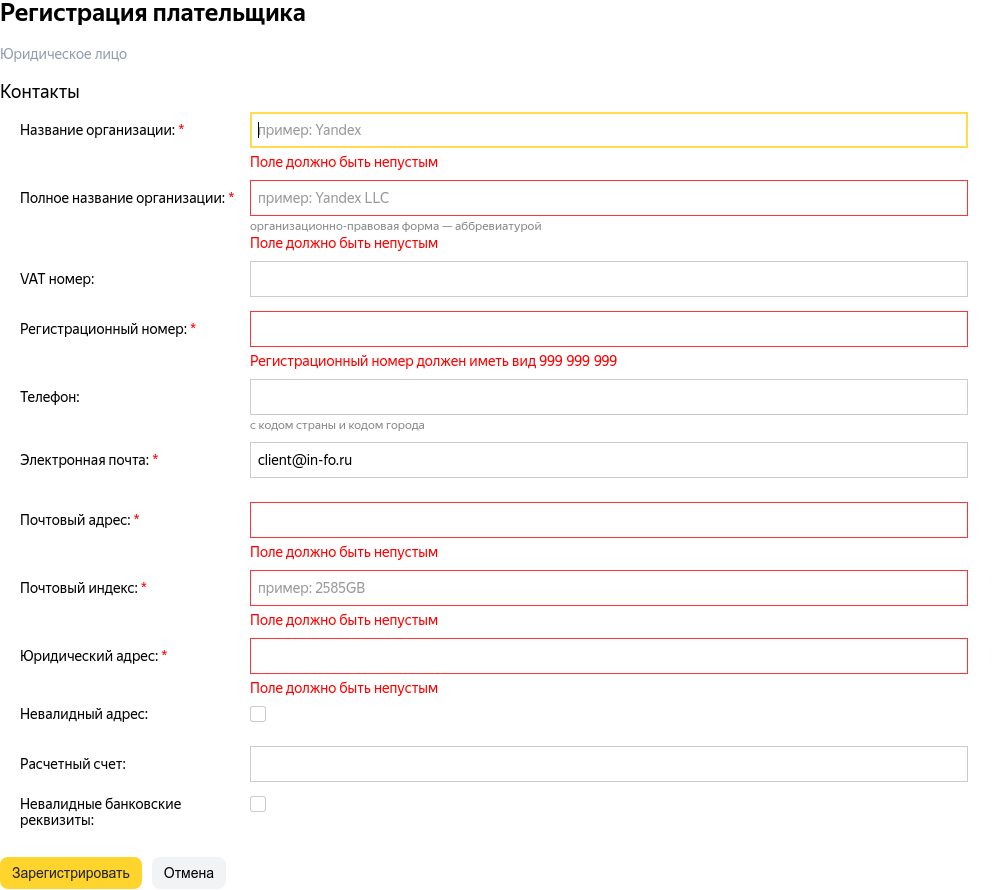 Регистрация плательщика
Юридическое лицо
Контакты
Название организации: *
пример: Yandex
Поле должно быть непустым
Полное название организации: *
пример: Yandex LLC
организационно-правовая форма — аббревиатурой
Поле должно быть непустым
VAT номер:
Регистрационный номер: *
Регистрационный номер должен иметь вид 999 999 999
Телефон:
с кодом страны и кодом города
Электронная почта: *
client@in-fo.ru
Почтовый адрес: *
Поле должно быть непустым
Почтовый индекс: *
пример: 2585GB
Поле должно быть непустым
Юридический адрес: *
Поле должно быть непустым
Невалидный адрес:
Расчетный счет:
Невалидные банковские
реквизиты:
Зарегистрировать Отмена